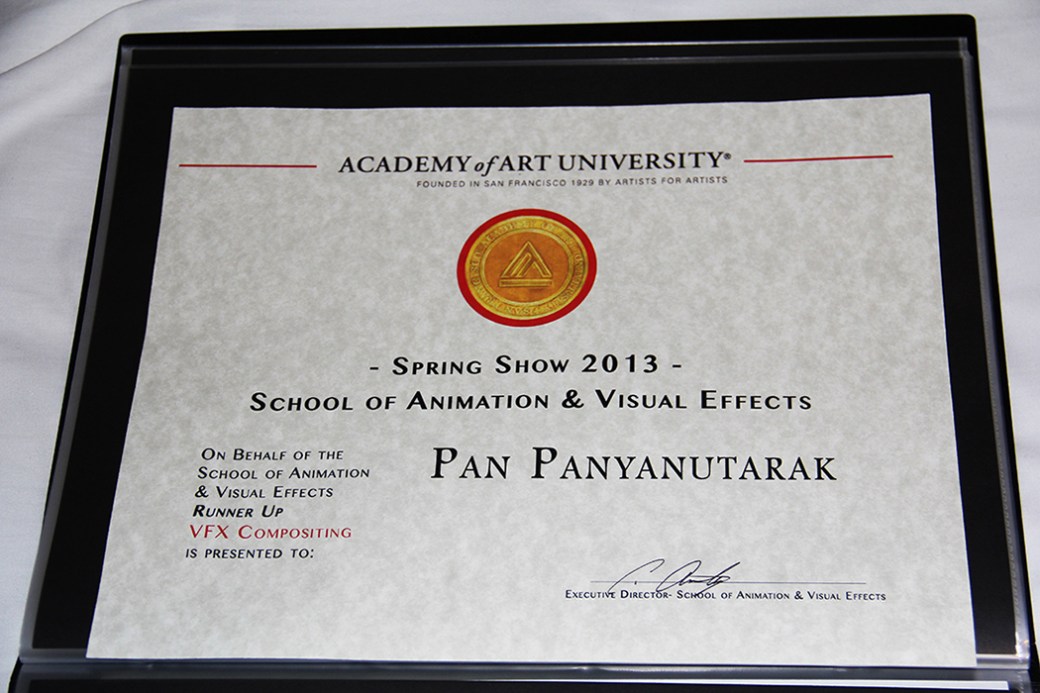 ACADEMY of ART UNIVERSITY®
FOUNDED IN SAN FRANCISCO 1929 BY ARTISTS FOR ARTISTS
- SPRING SHOW 2013 -
SCHOOL OF ANIMATION & VISUAL EFFECTS
ON BEHALF OF THE
SCHOOL OF ANIMATION
& VISUAL EFFECTS
RUNNER UP
VFX COMPOSITING
IS PRESENTED TO:
PAN PANYANUTARAK
EXECUTIVE DIRECTOR- SCHOOL OF ANIMATION & VISUAL EFFECTS